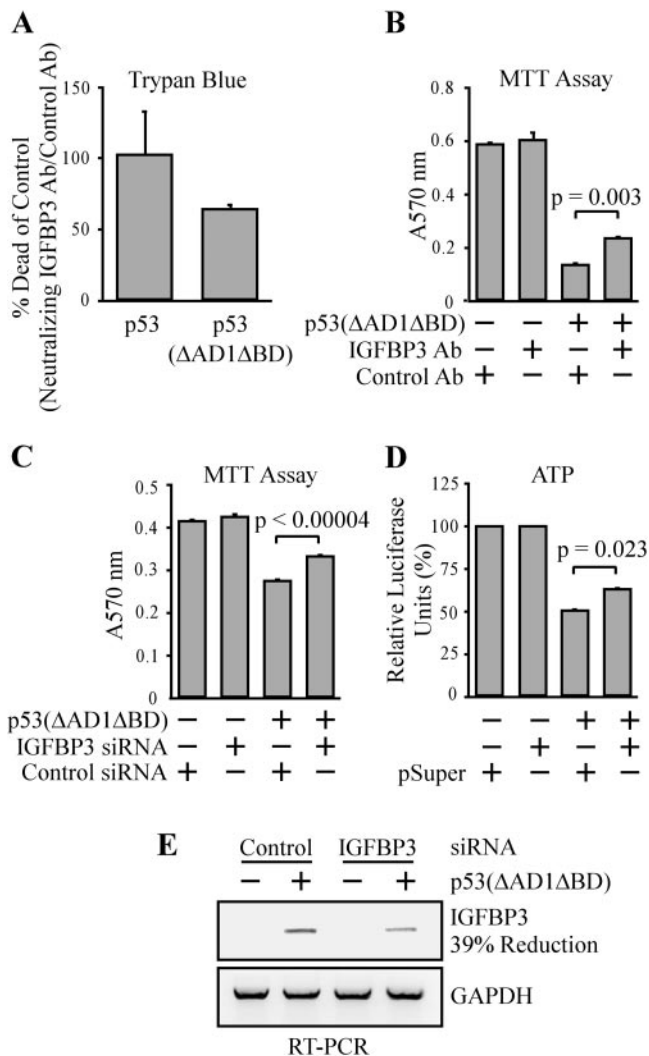 A
Trypan Blue
% Dead of Control
(Neutralizing IGFBP3 Ab/Control Ab)
150
100
50
0
p53
p53
(ΔAD1ΔBD)
B
MTT Assay
A570 nm
0.8
0.6
0.4
0.2
0
p = 0.003
p53(ΔAD1ΔBD) − − + +
IGFBP3 Ab − + − +
Control Ab + − + −
C
MTT Assay
A570 nm
0.5
0.4
0.3
0.2
0.1
0
p < 0.00004
p53(ΔAD1ΔBD) − − + +
IGFBP3 siRNA − + − +
Control siRNA + − + −
D
ATP
Relative Luciferase
Units (%)
125
100
75
50
25
0
p = 0.023
− − + +
− + − +
pSuper + − + −
E
Control IGFBP3 siRNA
− + − + p53(ΔAD1ΔBD)
IGFBP3
39% Reduction
GAPDH
RT-PCR